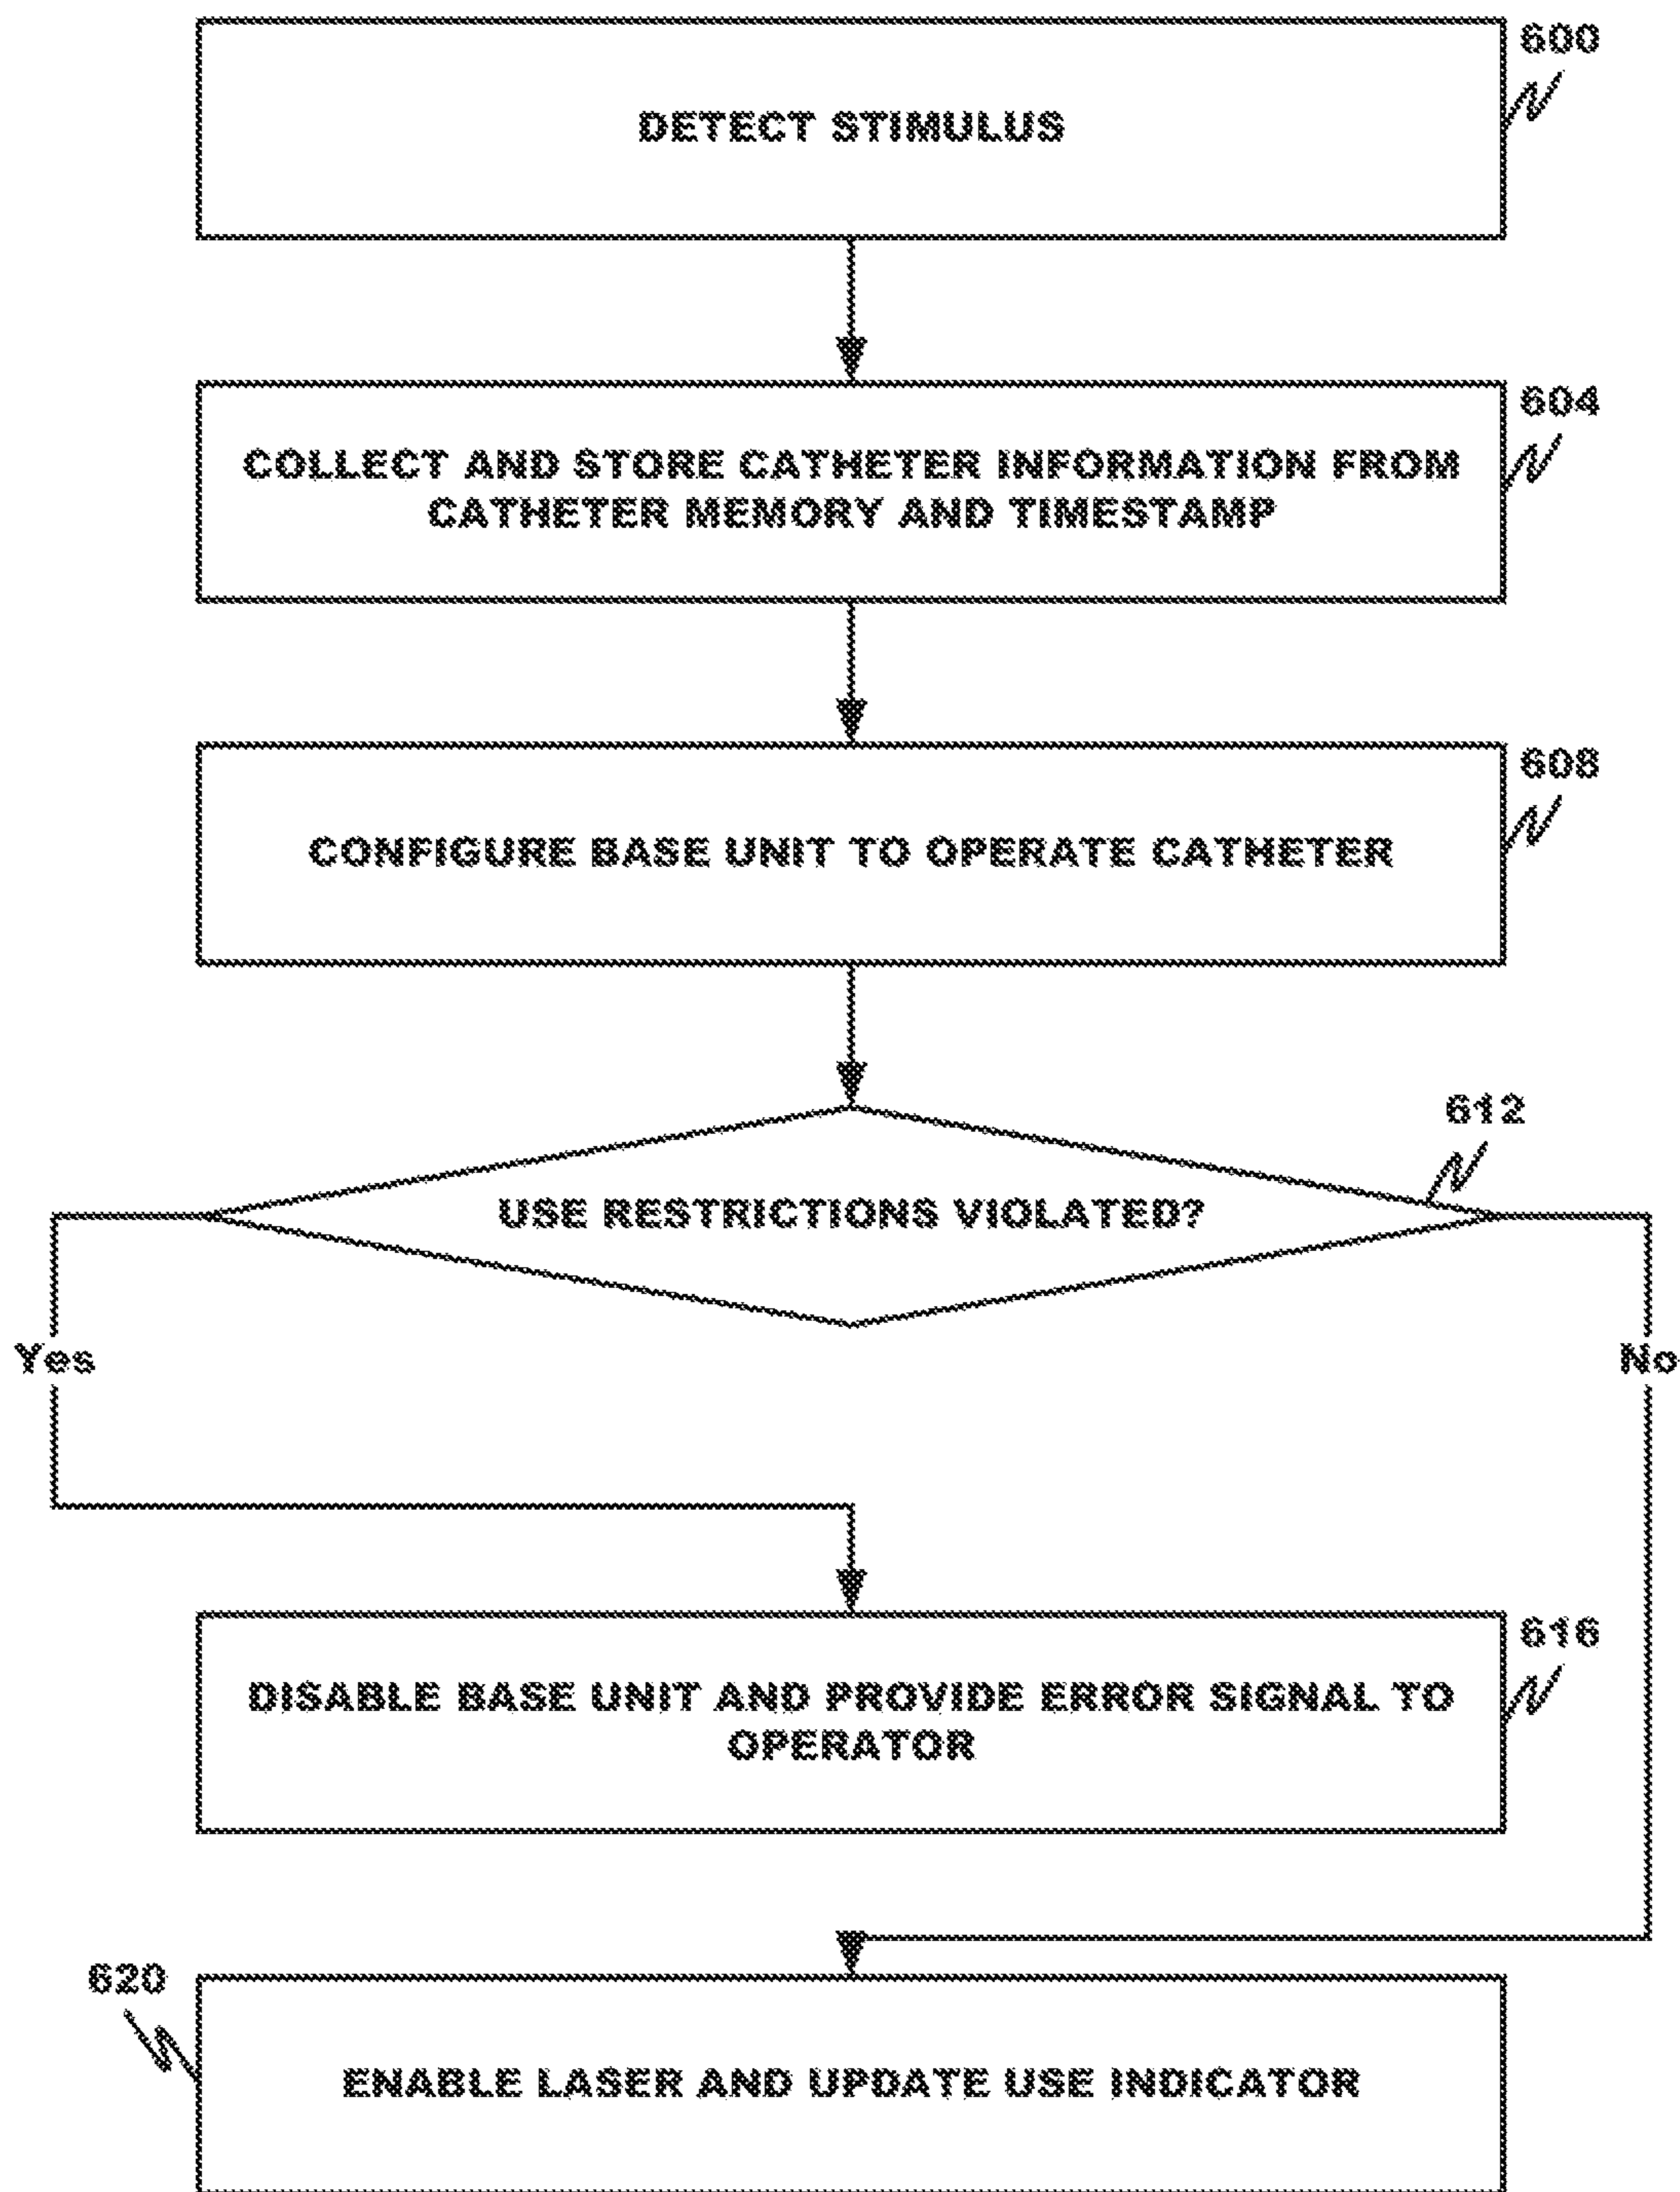 600
DETECT STIMULUS
604
COLLECT AND STORE CATHETER INFORMATION FROM
CATHETER MEMORY AND TIMESTAMP
608
CONFIGURE BASE UNIT TO OPERATE CATHETER
612
USE RESTRICTIONS VIOLATED?
Yes
No
616
DISABLE BASE UNIT AND PROVIDE ERROR SIGNAL TO
OPERATOR
620
ENABLE LASER AND UPDATE USE INDICATOR